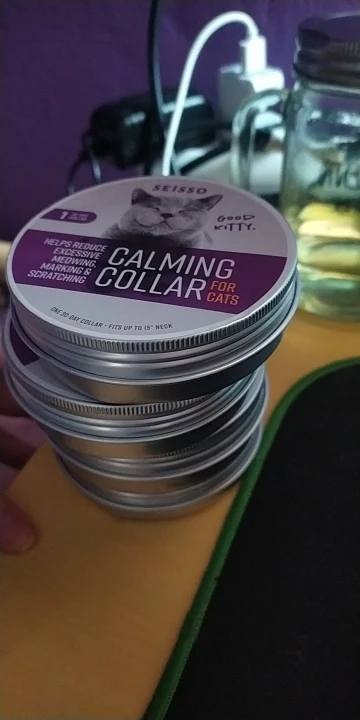 SEISSO
GOOD
KITTY.
1
HELPS REDUCE
EXCESSIVE
MEOWING,
MARKING &
SCRATCHING
CALMING
COLLAR FOR
CATS
ONE 30-DAY COLLAR · FITS UP TO 15" NECK